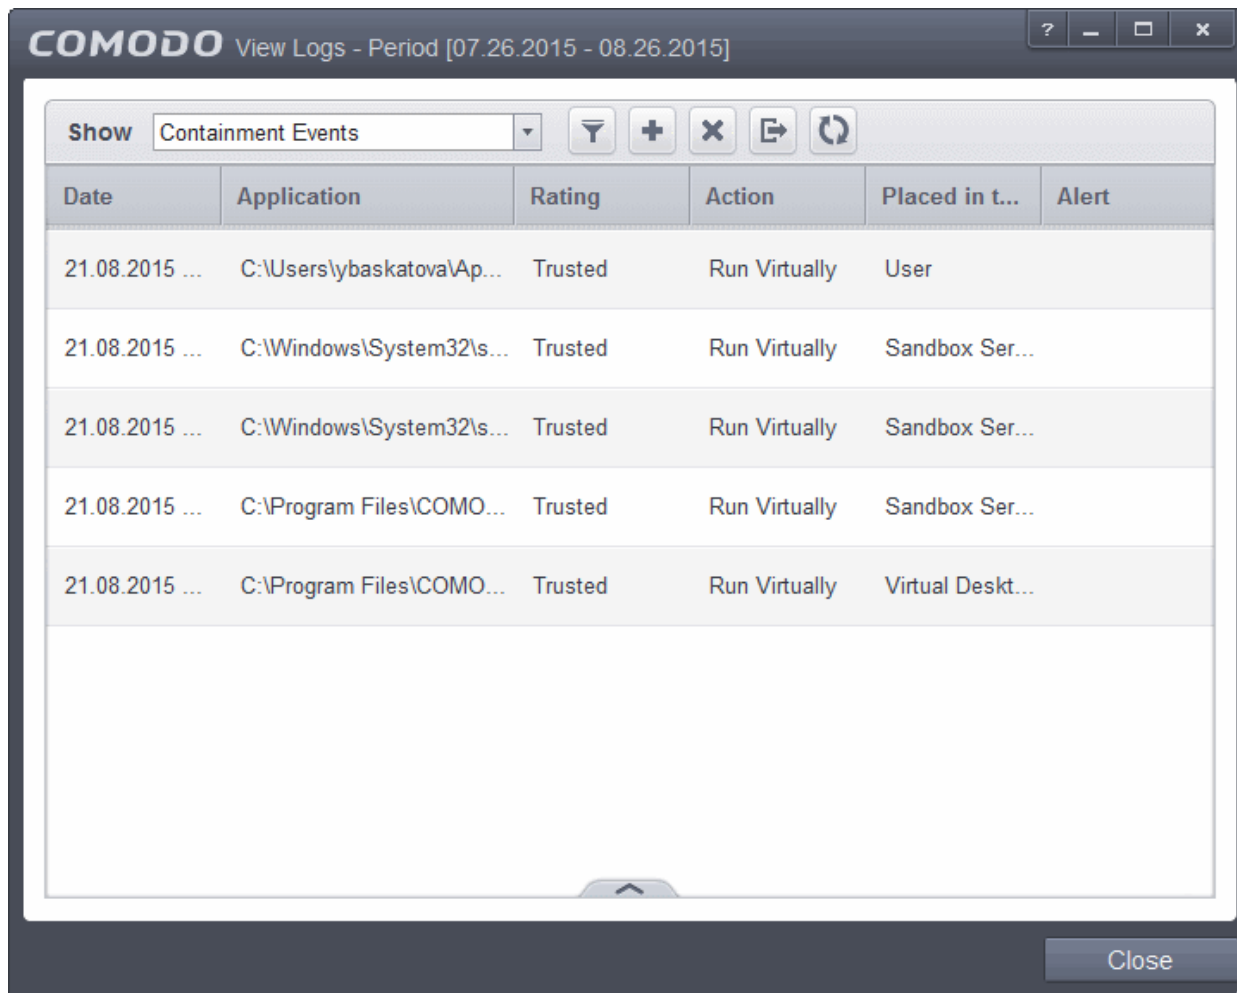 COMODO View Logs - Period [07.26.2015 - 08.26.2015]
?
Show Containment Events
Date Application Rating Action Placed in t... Alert
21.08.2015 ... C:\Users\ybaskatova\Ap... Trusted Run Virtually User
21.08.2015 ... C:\Windows\System32\s... Trusted Run Virtually Sandbox Ser...
21.08.2015 ... C:\Windows\System32\s... Trusted Run Virtually Sandbox Ser...
21.08.2015 ... C:\Program Files\COMO... Trusted Run Virtually Sandbox Ser...
21.08.2015 ... C:\Program Files\COMO... Trusted Run Virtually Virtual Deskt...
Close